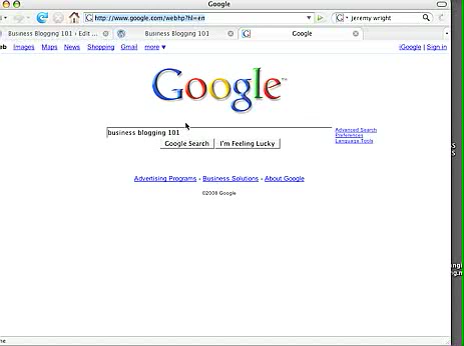 Google
http://www.google.com/webhp?hl=en
jeremy wright
Business Blogging 101 › Edit ...
Business Blogging 101
Google
Images Maps News Shopping Gmail more ▼
iGoogle | Sign in
Google™
business blogging 101
Advanced Search
Preferences
Language Tools
Google Search
I'm Feeling Lucky
Advertising Programs - Business Solutions - About Google
©2008 Google